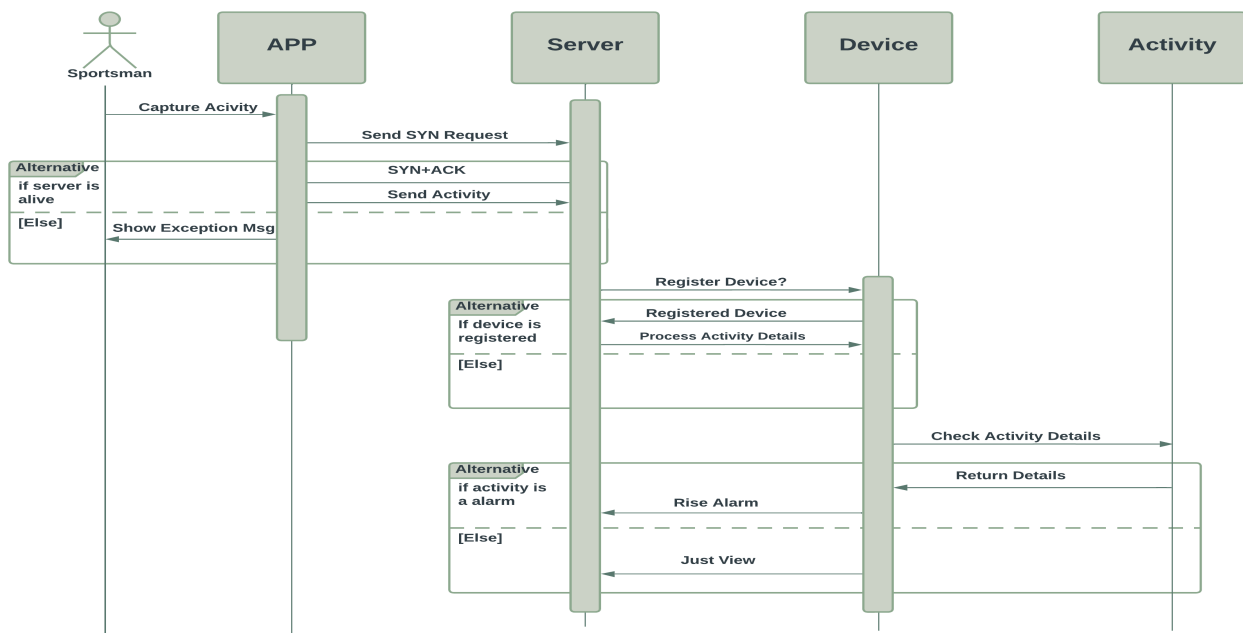 APP
Server
Device
Activity
Sportsman
Capture Acivity
Send SYN Request
Alternative
SYN+ACK
if server is
alive
Send Activity
[Else]
Show Exception Msg
Register Device?
Alternative
Registered Device
If device is
registered
Process Activity Details
[Else]
Check Activity Details
Alternative
Return Details
if activity is
a alarm
Rise Alarm
[Else]
Just View